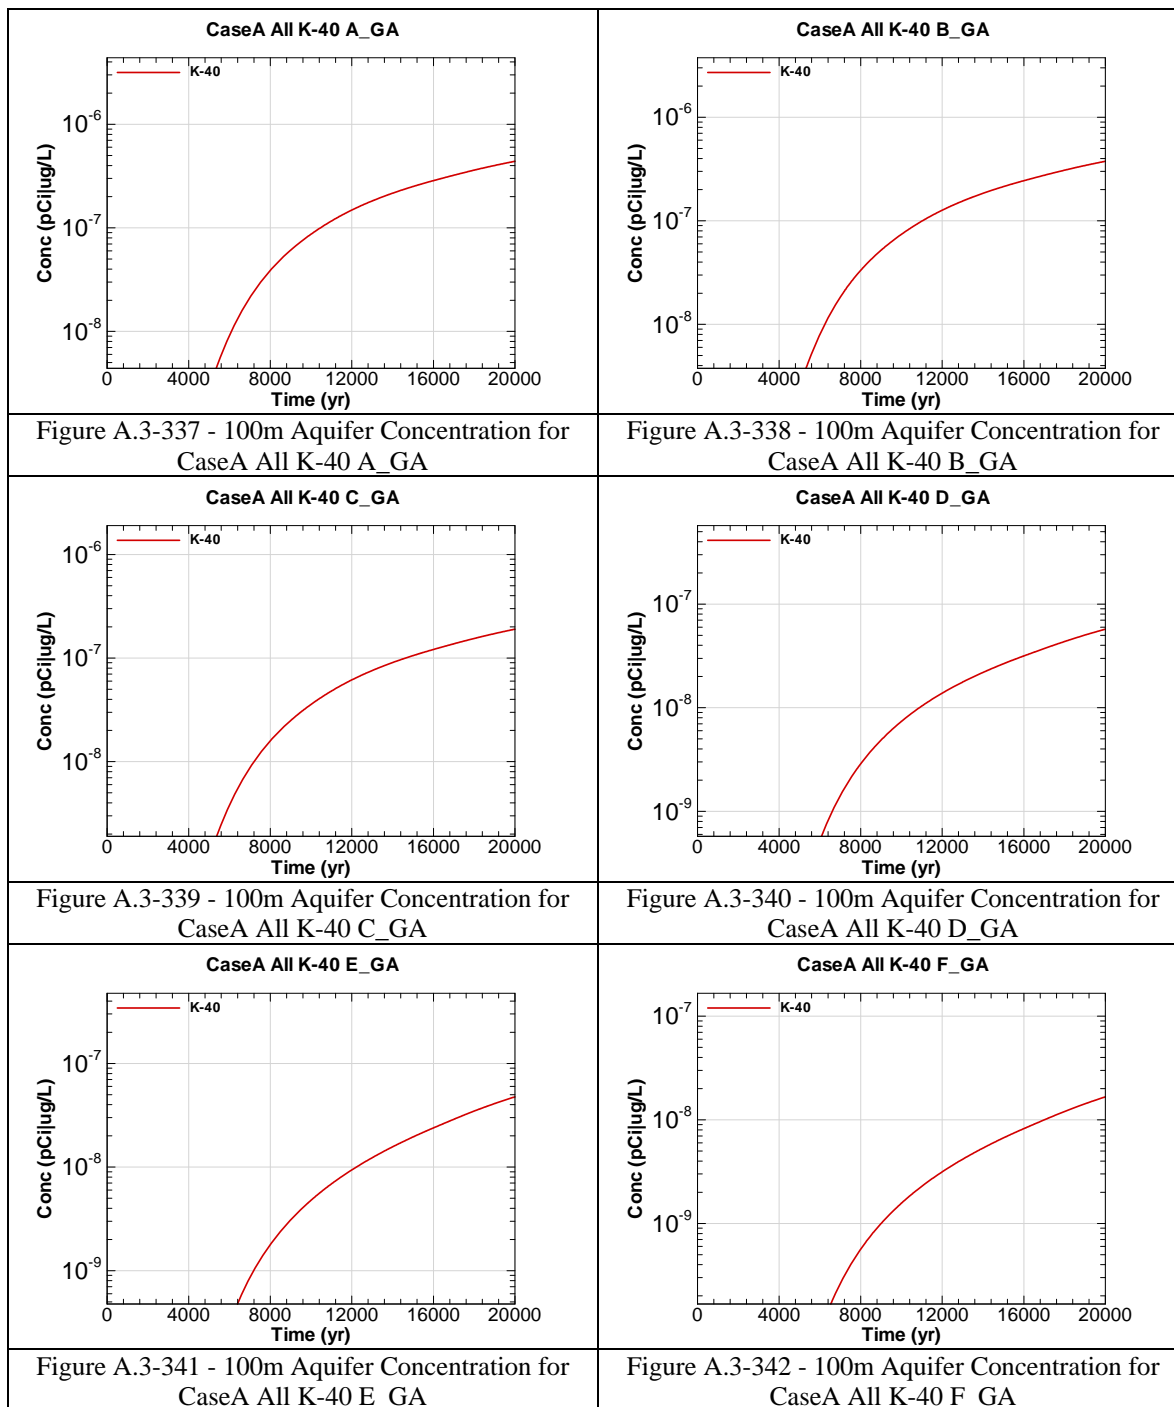 CaseA All K-40 A_GA
K-40
10^-6
10^-7
10^-8
Conc (pCi|ug/L)
0 4000 8000 12000 16000 20000
Time (yr)
Figure A.3-337 - 100m Aquifer Concentration for
CaseA All K-40 A_GA
CaseA All K-40 B_GA
K-40
10^-6
10^-7
10^-8
Conc (pCi|ug/L)
0 4000 8000 12000 16000 20000
Time (yr)
Figure A.3-338 - 100m Aquifer Concentration for
CaseA All K-40 B_GA
CaseA All K-40 C_GA
K-40
10^-6
10^-7
10^-8
Conc (pCi|ug/L)
0 4000 8000 12000 16000 20000
Time (yr)
Figure A.3-339 - 100m Aquifer Concentration for
CaseA All K-40 C_GA
CaseA All K-40 D_GA
K-40
10^-7
10^-8
10^-9
Conc (pCi|ug/L)
0 4000 8000 12000 16000 20000
Time (yr)
Figure A.3-340 - 100m Aquifer Concentration for
CaseA All K-40 D_GA
CaseA All K-40 E_GA
K-40
10^-7
10^-8
10^-9
Conc (pCi|ug/L)
0 4000 8000 12000 16000 20000
Time (yr)
Figure A.3-341 - 100m Aquifer Concentration for
CaseA All K-40 E_GA
CaseA All K-40 F_GA
K-40
10^-7
10^-8
10^-9
Conc (pCi|ug/L)
0 4000 8000 12000 16000 20000
Time (yr)
Figure A.3-342 - 100m Aquifer Concentration for
CaseA All K-40 F_GA